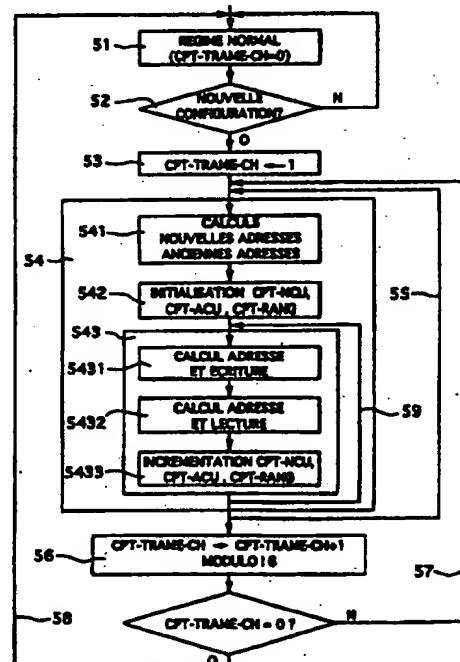 51
REGIME NORMAL
(CPT-TRAME-CH=0)
52
NOUVELLE
CONFIGURATION?
N
O
53
CPT-TRAME-CH ← 1
54
541
CALCULS
NOUVELLES ADRESSES
ANCIENNES ADRESSES
55
542
INITIALISATION CPT-NCU,
CPT-ACU, CPT-RANG
543
5431
CALCUL ADRESSE
ET ECRITURE
59
5432
CALCUL ADRESSE
ET LECTURE
5433
INCREMENTATION CPT-NCU,
CPT-ACU, CPT-RANG
56
CPT-TRAME-CH ← CPT-TRAME-CH+1
MODULO 16
57
58
CPT-TRAME-CH = 0 ?
N
O